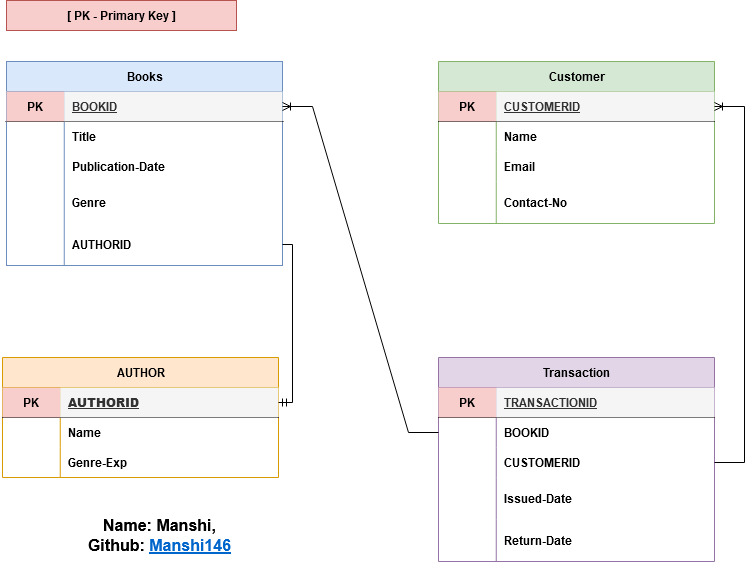 [ PK - Primary Key ]
Books
PK BOOKID
Title
Publication-Date
Genre
AUTHORID
Customer
PK CUSTOMERID
Name
Email
Contact-No
AUTHOR
PK AUTHORID
Name
Genre-Exp
Transaction
PK TRANSACTIONID
BOOKID
CUSTOMERID
Issued-Date
Return-Date
Name: Manshi,
Github: Manshi146